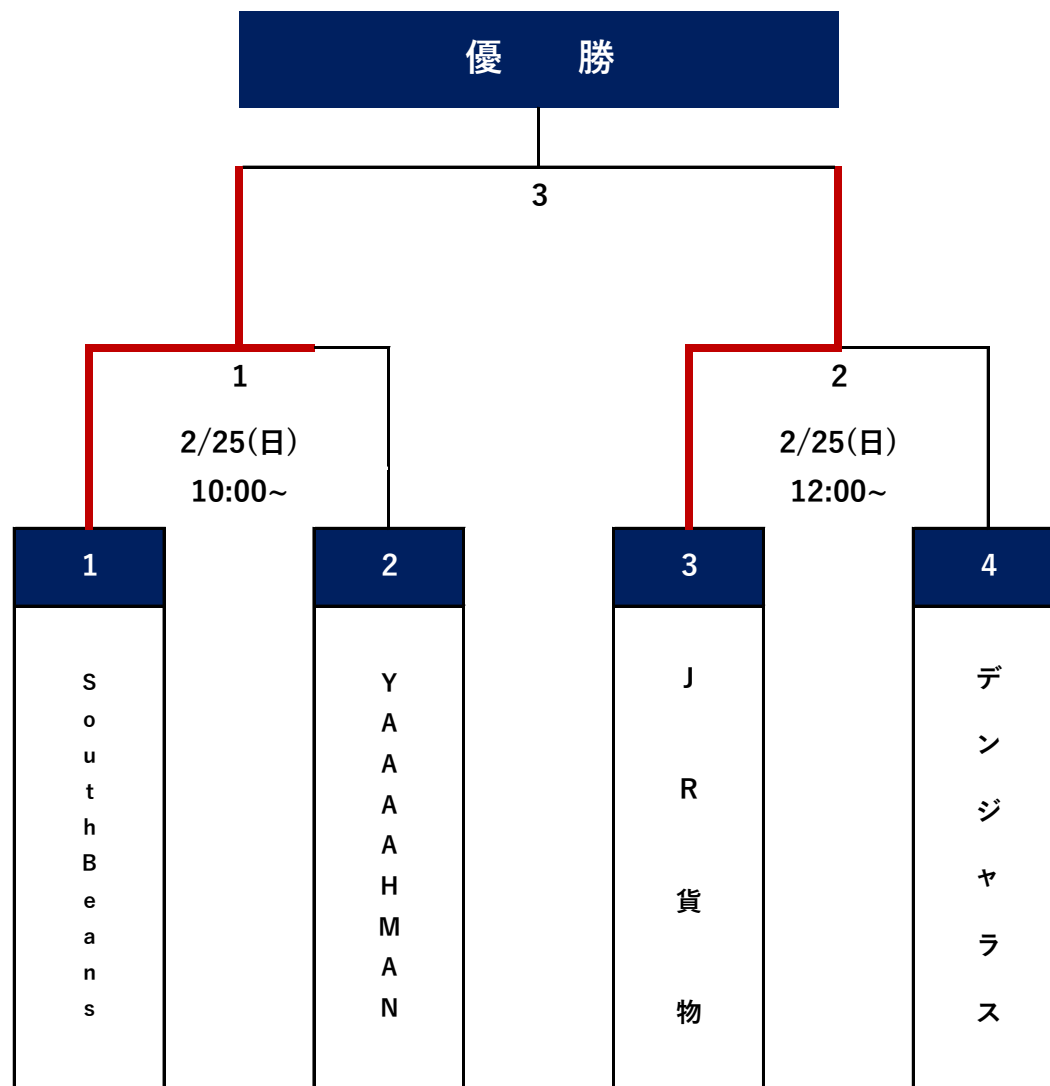 優　勝
3
1
2
2/25(日)
10:00~
2/25(日)
12:00~
1
2
3
4
SouthBeans
YAAAAHMAN
JR貨物
デンジャラス